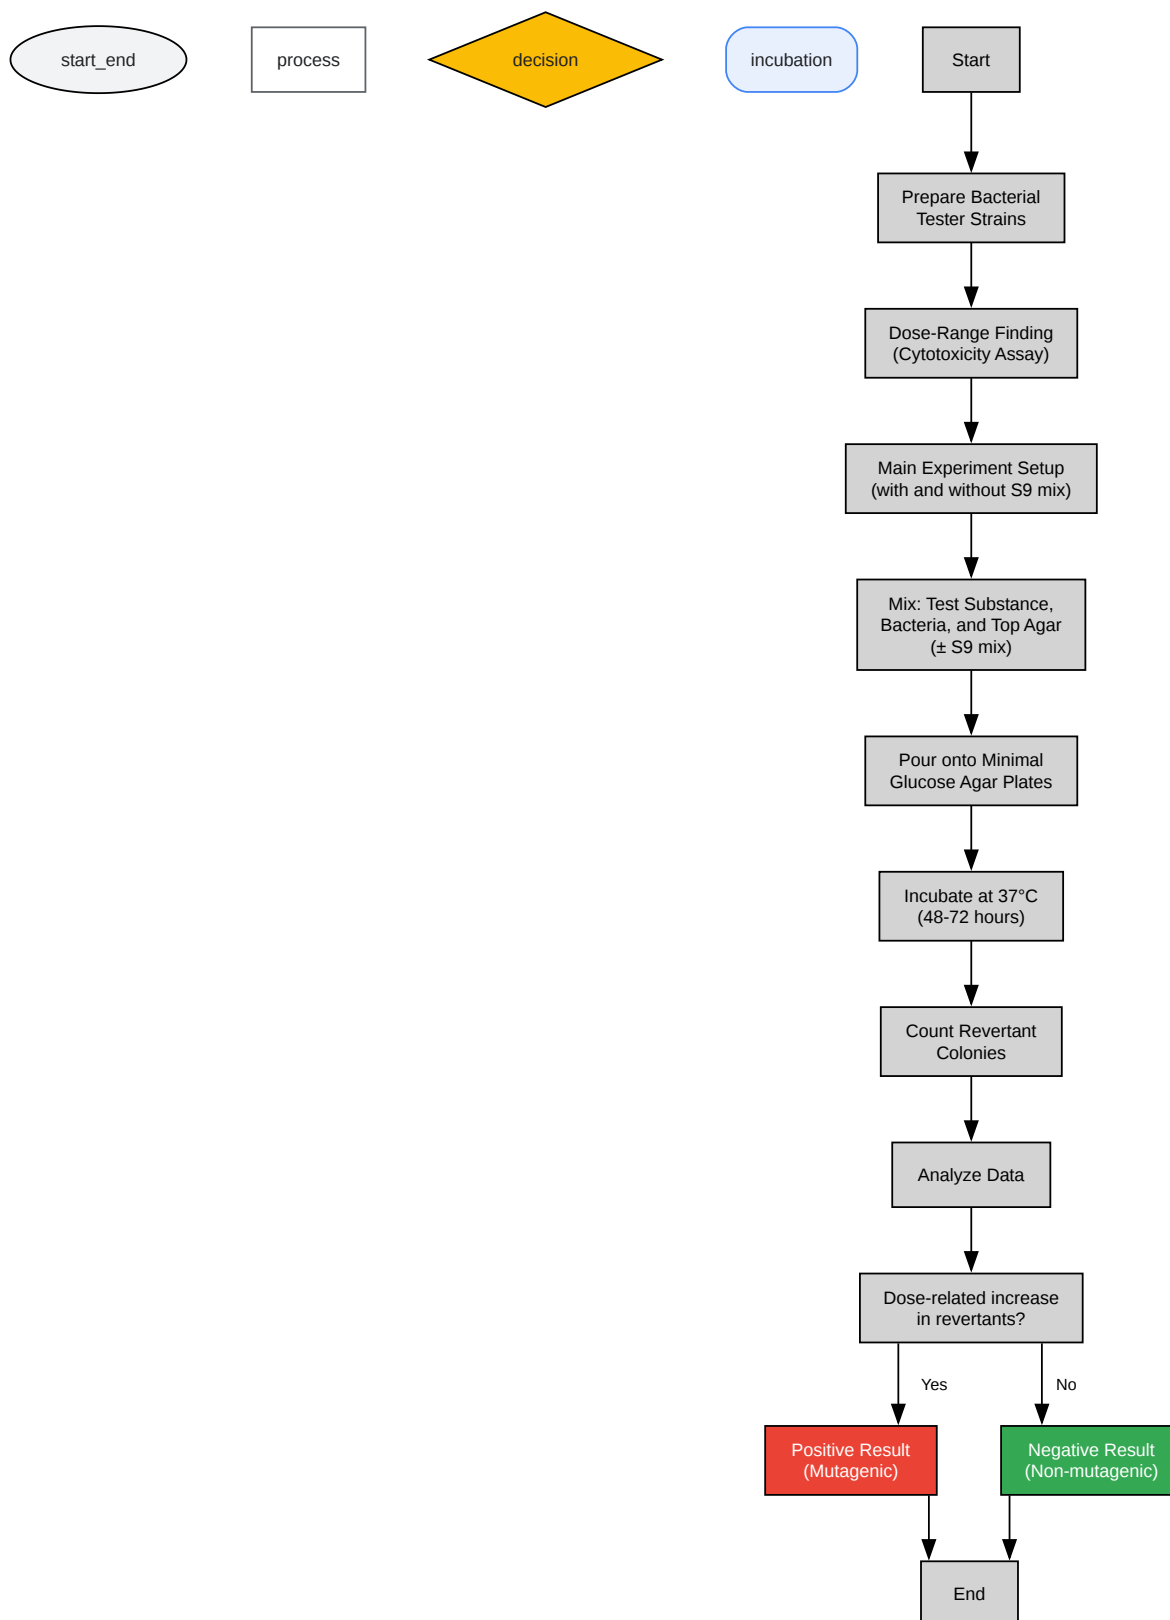 start_end
process
decision
incubation
Start
Prepare Bacterial
Tester Strains
Dose-Range Finding
(Cytotoxicity Assay)
Main Experiment Setup
(with and without S9 mix)
Mix: Test Substance,
Bacteria, and Top Agar
(± S9 mix)
Pour onto Minimal
Glucose Agar Plates
Incubate at 37°C
(48-72 hours)
Count Revertant
Colonies
Analyze Data
Dose-related increase
in revertants?
Yes
No
Positive Result
(Mutagenic)
Negative Result
(Non-mutagenic)
End